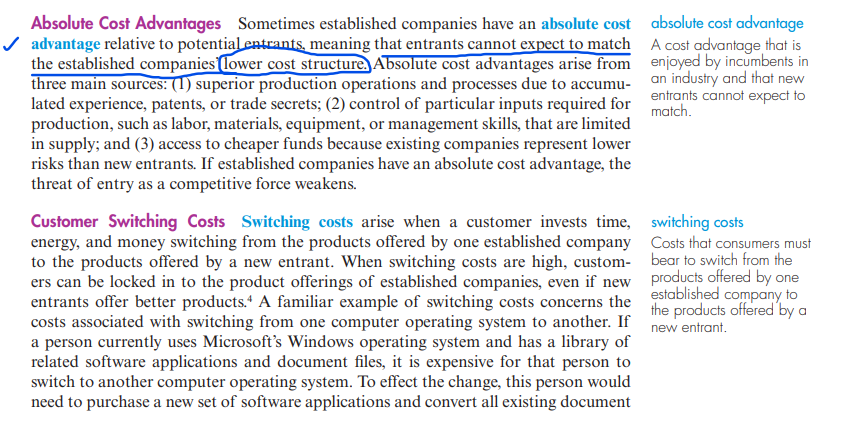 Absolute Cost Advantages Sometimes established companies have an absolute cost
advantage relative to potential entrants, meaning that entrants cannot expect to match
the established companies' lower cost structure. Absolute cost advantages arise from
three main sources: (1) superior production operations and processes due to accumu-
lated experience, patents, or trade secrets; (2) control of particular inputs required for
production, such as labor, materials, equipment, or management skills, that are limited
in supply; and (3) access to cheaper funds because existing companies represent lower
risks than new entrants. If established companies have an absolute cost advantage, the
threat of entry as a competitive force weakens.
absolute cost advantage
A cost advantage that is
enjoyed by incumbents in
an industry and that new
entrants cannot expect to
match.
Customer Switching Costs Switching costs arise when a customer invests time,
energy, and money switching from the products offered by one established company
to the products offered by a new entrant. When switching costs are high, custom-
ers can be locked in to the product offerings of established companies, even if new
entrants offer better products.⁴ A familiar example of switching costs concerns the
costs associated with switching from one computer operating system to another. If
a person currently uses Microsoft's Windows operating system and has a library of
related software applications and document files, it is expensive for that person to
switch to another computer operating system. To effect the change, this person would
need to purchase a new set of software applications and convert all existing document
switching costs
Costs that consumers must
bear to switch from the
products offered by one
established company to
the products offered by a
new entrant.